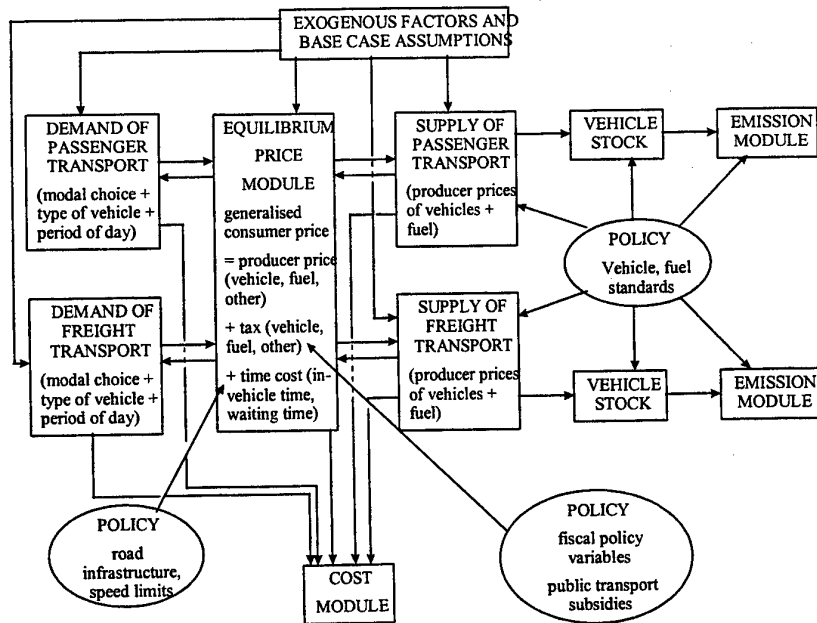 EXOGENOUS FACTORS AND
BASE CASE ASSUMPTIONS
DEMAND OF
PASSENGER
TRANSPORT
(modal choice +
type of vehicle +
period of day)
EQUILIBRIUM
PRICE
MODULE
generalised
consumer price
= producer price
(vehicle, fuel,
other)
+ tax (vehicle,
fuel, other)
+ time cost (in-
vehicle time,
waiting time)
SUPPLY OF
PASSENGER
TRANSPORT
(producer prices
of vehicles +
fuel)
VEHICLE
STOCK
EMISSION
MODULE
POLICY
Vehicle, fuel
standards
DEMAND OF
FREIGHT
TRANSPORT
(modal choice +
type of vehicle +
period of day)
SUPPLY OF
FREIGHT
TRANSPORT
(producer prices
of vehicles +
fuel)
VEHICLE
STOCK
EMISSION
MODULE
POLICY
road
infrastructure,
speed limits
COST
MODULE
POLICY
fiscal policy
variables
public transport
subsidies